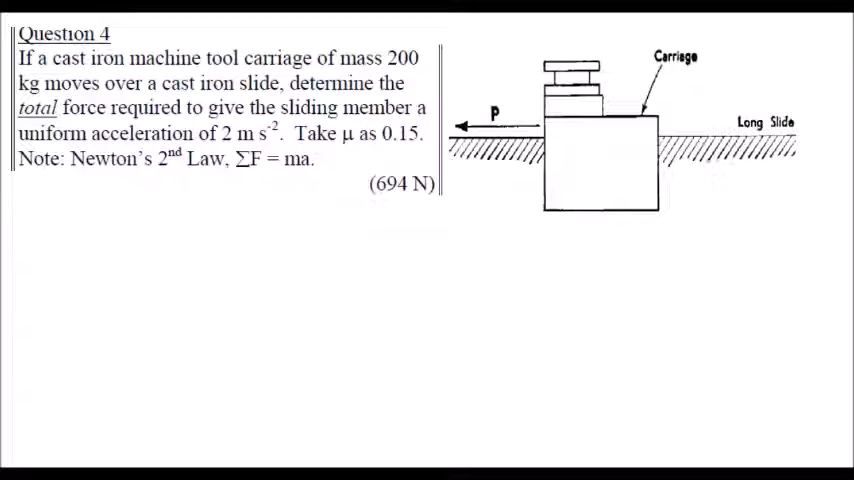 Question 4
If a cast iron machine tool carriage of mass 200
kg moves over a cast iron slide, determine the
total force required to give the sliding member a
uniform acceleration of 2 m s⁻². Take μ as 0.15.
Note: Newton's 2nd Law, ∑F = ma.
(694 N)
Carriage
P
Long Slide